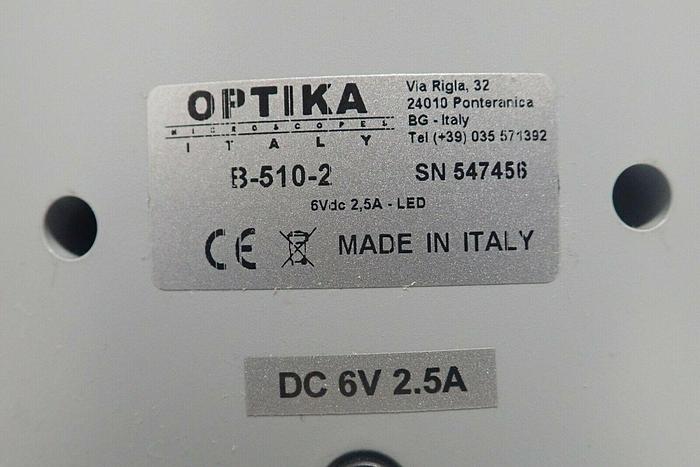 OPTIKA
MICROSCOPES
ITALY
Via Rigla, 32
24010 Ponteranica
BG - Italy
Tel (+39) 035 571392
B-510-2 SN 547456
6Vdc 2,5A - LED
CE MADE IN ITALY
DC 6V 2.5A